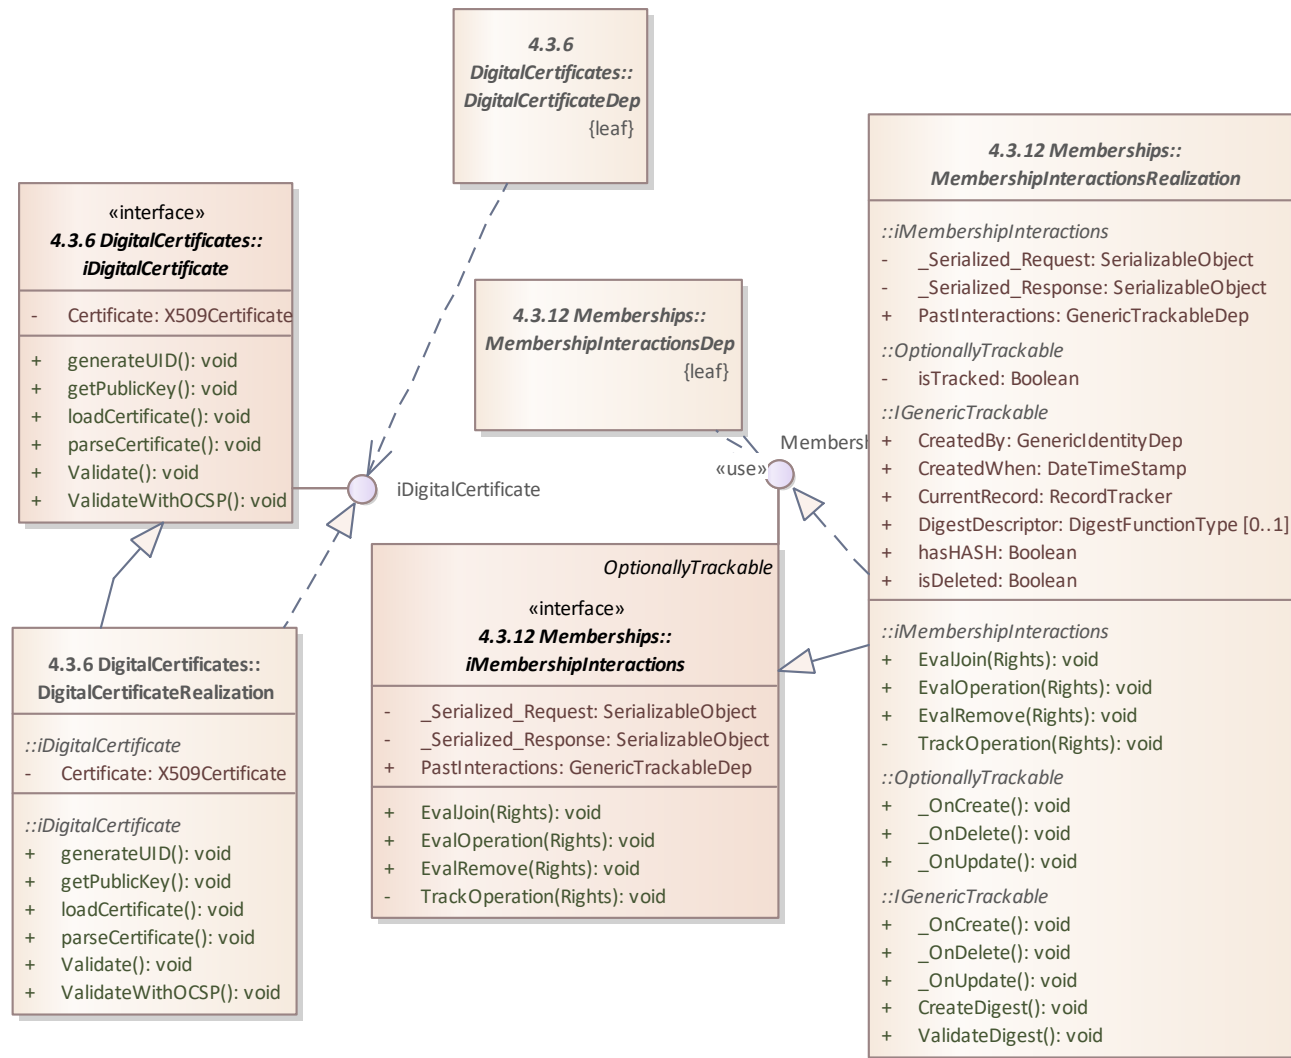 4.3.6
DigitalCertificates::
DigitalCertificateDep
{leaf}
«interface»
4.3.6 DigitalCertificates::
iDigitalCertificate
- Certificate: X509Certificate
+ generateUID(): void
+ getPublicKey(): void
+ loadCertificate(): void
+ parseCertificate(): void
+ Validate(): void
+ ValidateWithOCSP(): void
iDigitalCertificate
4.3.12 Memberships::
MembershipInteractionsDep
{leaf}
«use»
OptionallyTrackable
«interface»
4.3.12 Memberships::
iMembershipInteractions
- _Serialized_Request: SerializableObject
- _Serialized_Response: SerializableObject
+ PastInteractions: GenericTrackableDep
+ EvalJoin(Rights): void
+ EvalOperation(Rights): void
+ EvalRemove(Rights): void
- TrackOperation(Rights): void
4.3.6 DigitalCertificates::
DigitalCertificateRealization
::iDigitalCertificate
- Certificate: X509Certificate
::iDigitalCertificate
+ generateUID(): void
+ getPublicKey(): void
+ loadCertificate(): void
+ parseCertificate(): void
+ Validate(): void
+ ValidateWithOCSP(): void
4.3.12 Memberships::
MembershipInteractionsRealization
::iMembershipInteractions
- _Serialized_Request: SerializableObject
- _Serialized_Response: SerializableObject
+ PastInteractions: GenericTrackableDep
::OptionallyTrackable
- isTracked: Boolean
::IGenericTrackable
+ CreatedBy: GenericIdentityDep
+ CreatedWhen: DateTimeStamp
+ CurrentRecord: RecordTracker
+ DigestDescriptor: DigestFunctionType [0..1]
+ hasHASH: Boolean
+ isDeleted: Boolean
::iMembershipInteractions
+ EvalJoin(Rights): void
+ EvalOperation(Rights): void
+ EvalRemove(Rights): void
- TrackOperation(Rights): void
::OptionallyTrackable
+ _OnCreate(): void
+ _OnDelete(): void
+ _OnUpdate(): void
::IGenericTrackable
+ _OnCreate(): void
+ _OnDelete(): void
+ _OnUpdate(): void
+ CreateDigest(): void
+ ValidateDigest(): void